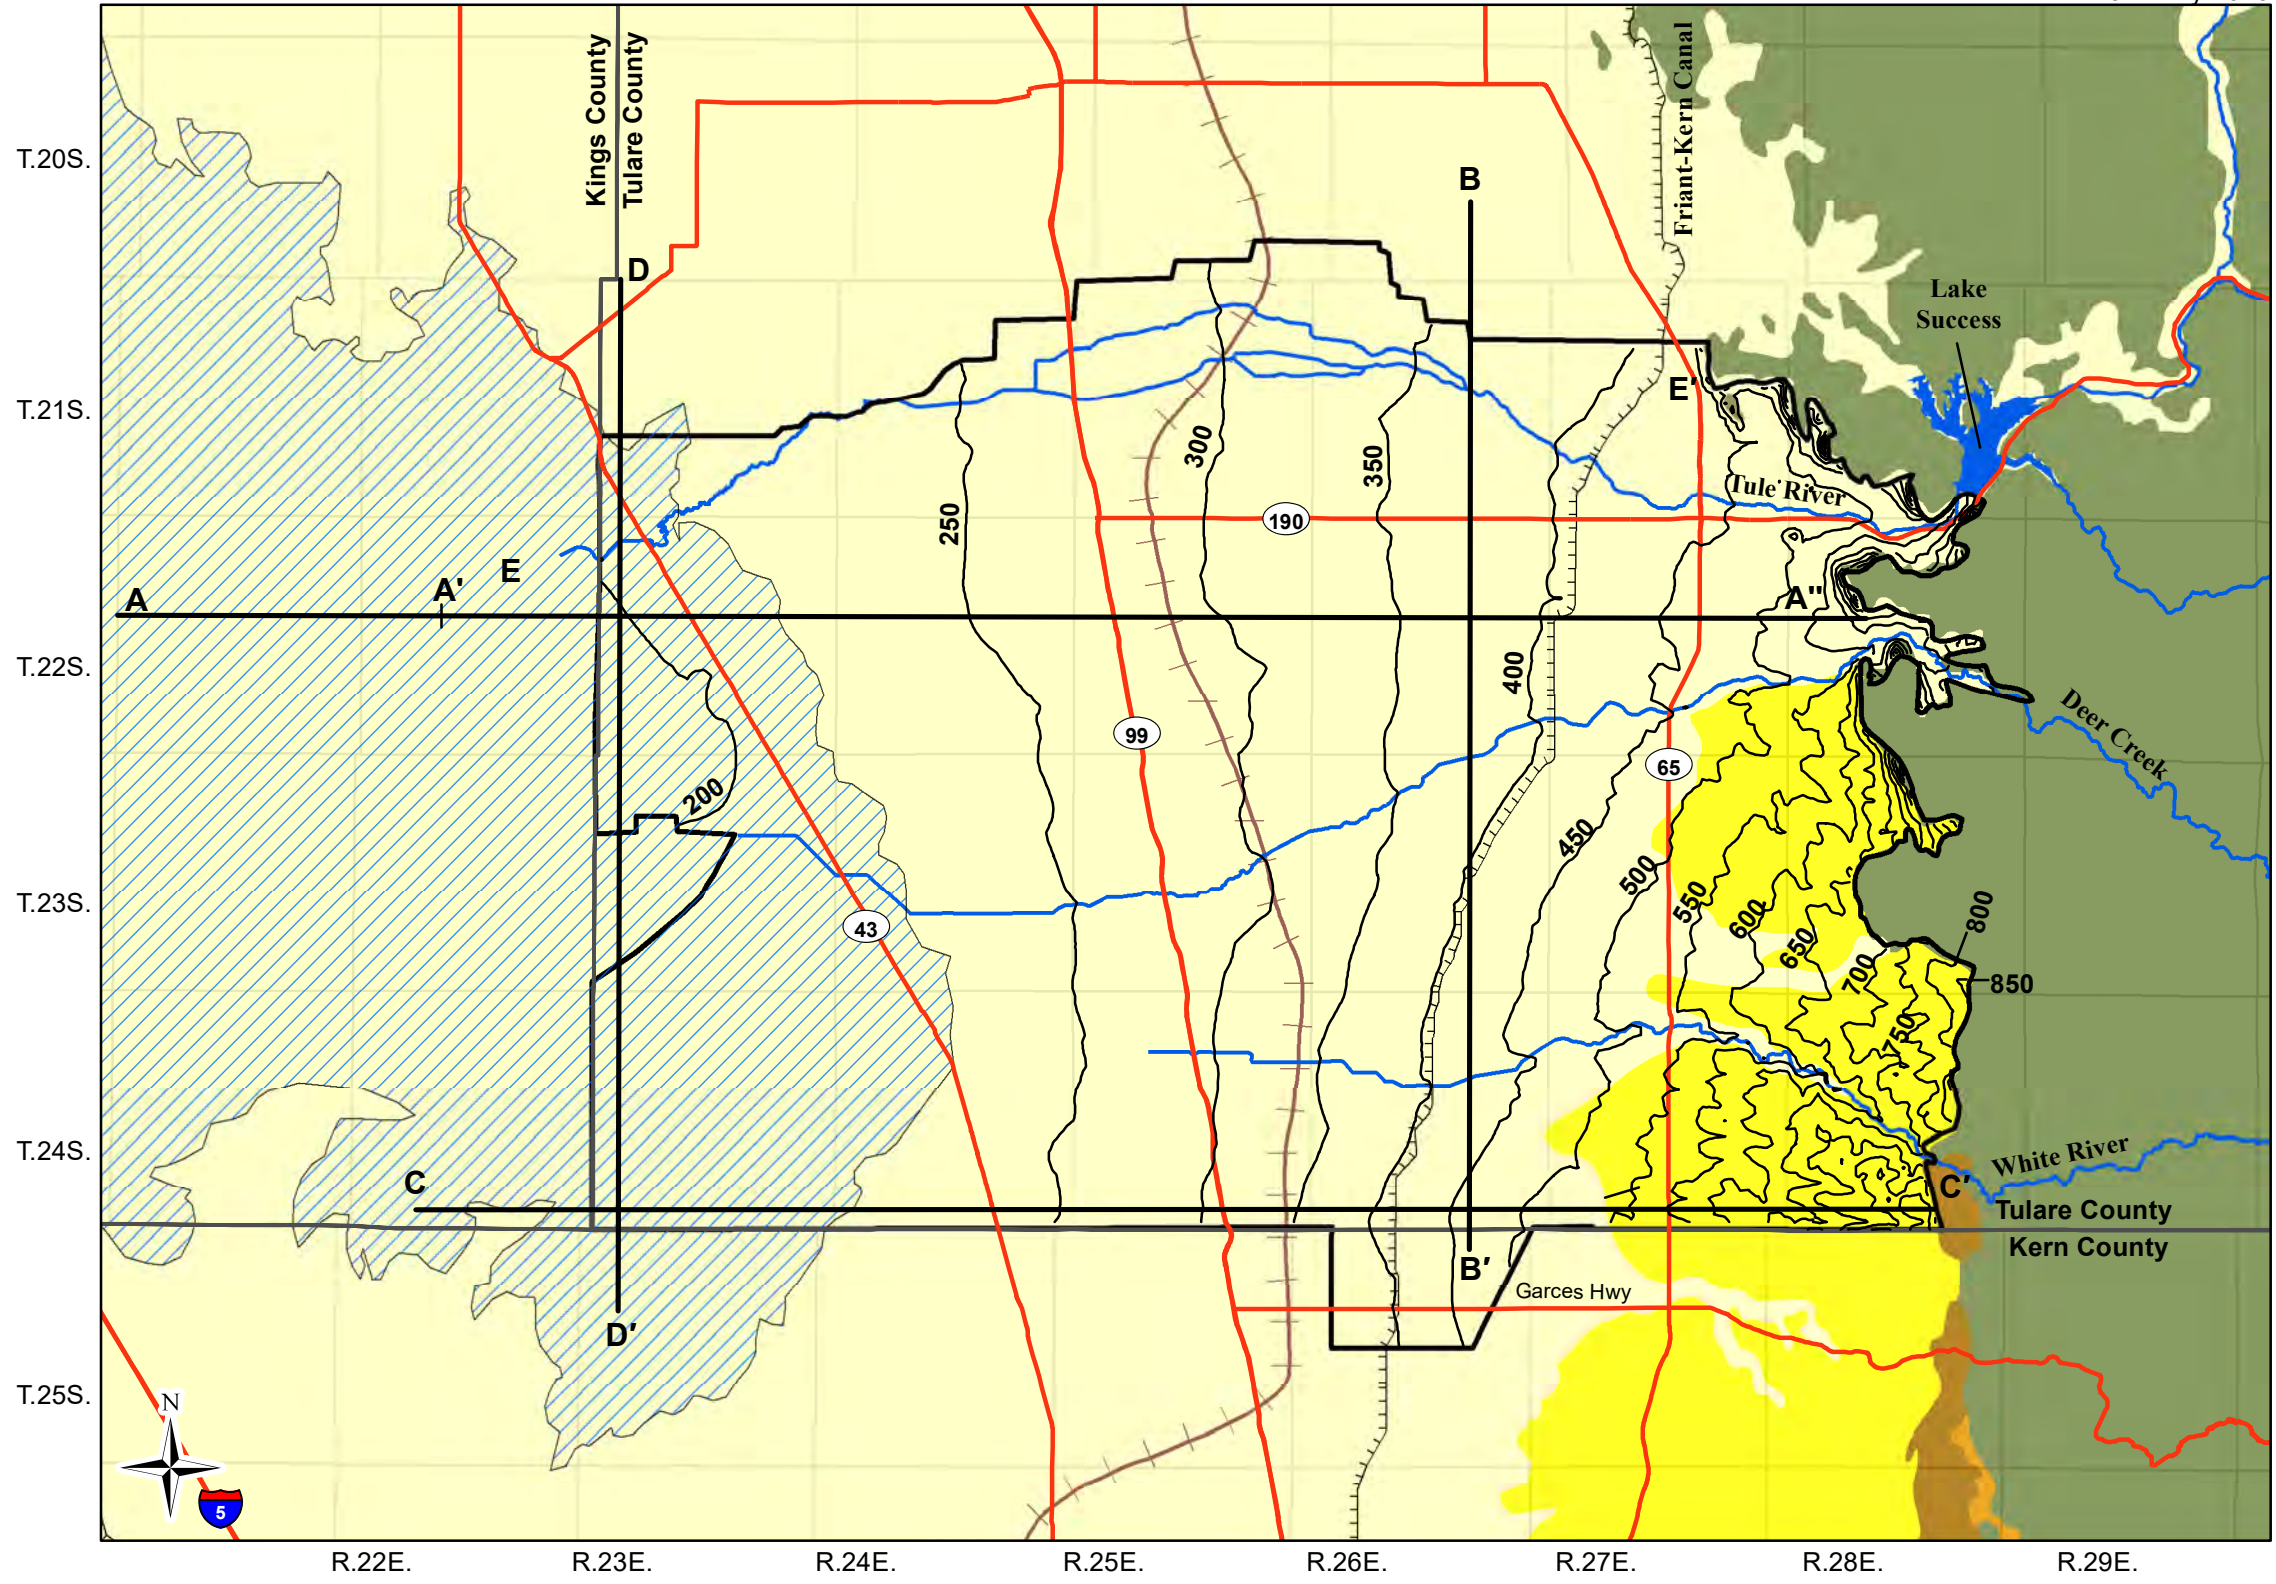 Kings County
Tulare County
Friant-Kern Canal
T.20S.
B
D
Lake
Success
E'
T.21S.
300
350
250
Tule River
190
E
A'
A
A''
T.22S.
400
Deer Creek
99
65
200
450
500
550
600
650
700
750
800
850
T.23S.
43
T.24S.
White River
C
C'
Tulare County
Kern County
B'
Garces Hwy
D'
T.25S.
N
5
R.22E.
R.23E.
R.24E.
R.25E.
R.26E.
R.27E.
R.28E.
R.29E.